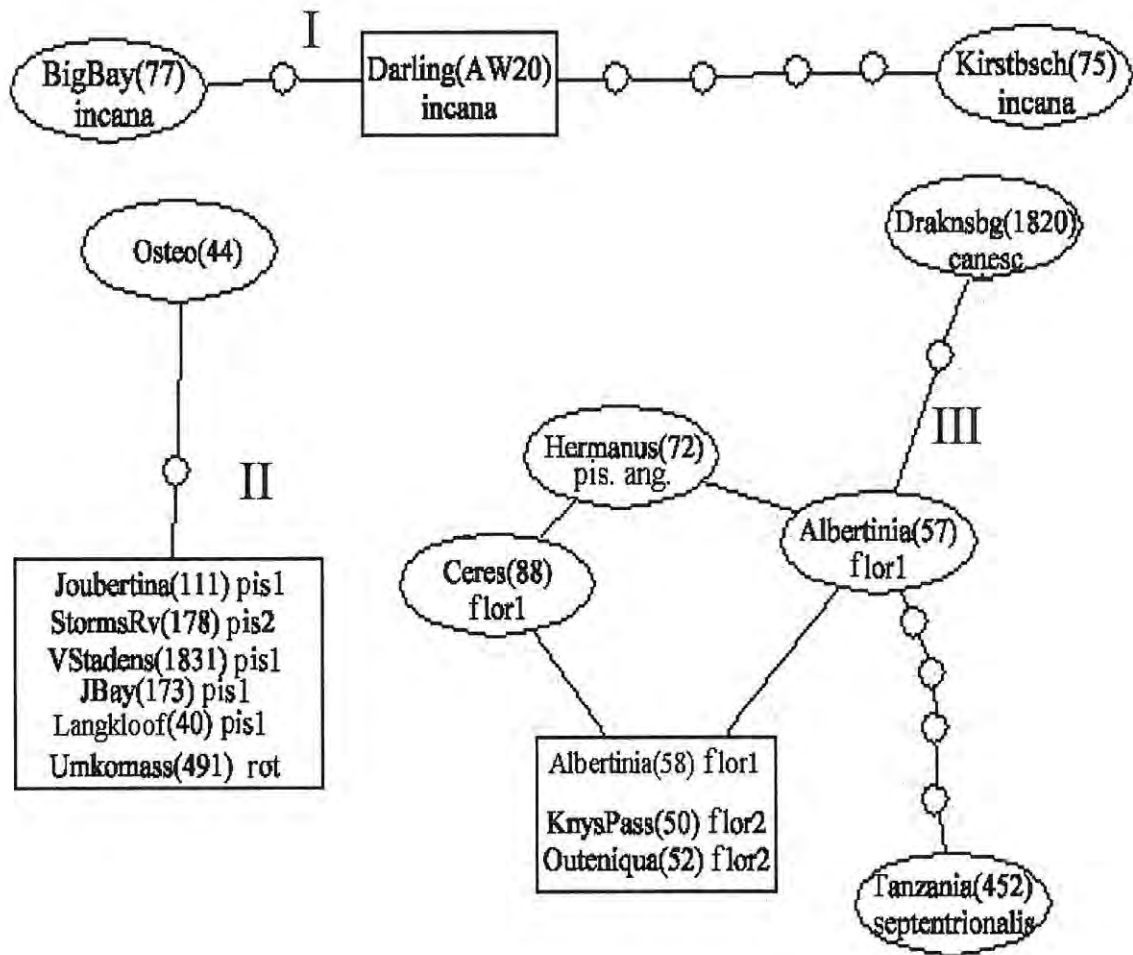 I
BigBay(77)
incana
Darling(AW20)
incana
Kirstbsch(75)
incana
Osteo(44)
II
Joubertina(111) pis1
StormsRv(178) pis2
VStadens(1831) pis1
JBay(173) pis1
Langkloof(40) pis1
Umkomass(491) rot
Draknsbg(1820)
canesc
III
Hermanus(72)
pis. ang.
Albertinia(57)
flor1
Ceres(88)
flor1
Albertinia(58) flor1
KnysPass(50) flor2
Outeniqua(52) flor2
Tanzania(452)
septentrionalis